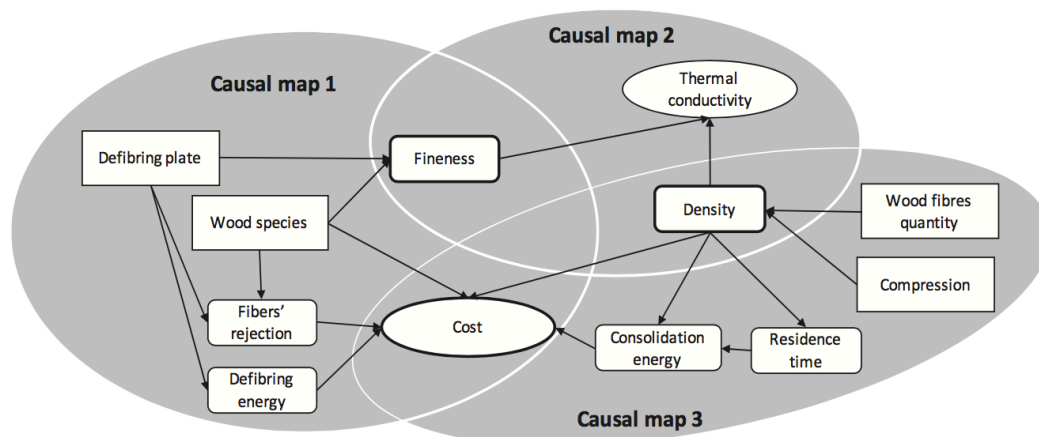 Causal map 2
Causal map 1
Thermal
conductivity
Defibring plate
Fineness
Wood species
Density
Wood fibres
quantity
Compression
Fibers'
rejection
Cost
Consolidation
energy
Residence
time
Defibring
energy
Causal map 3